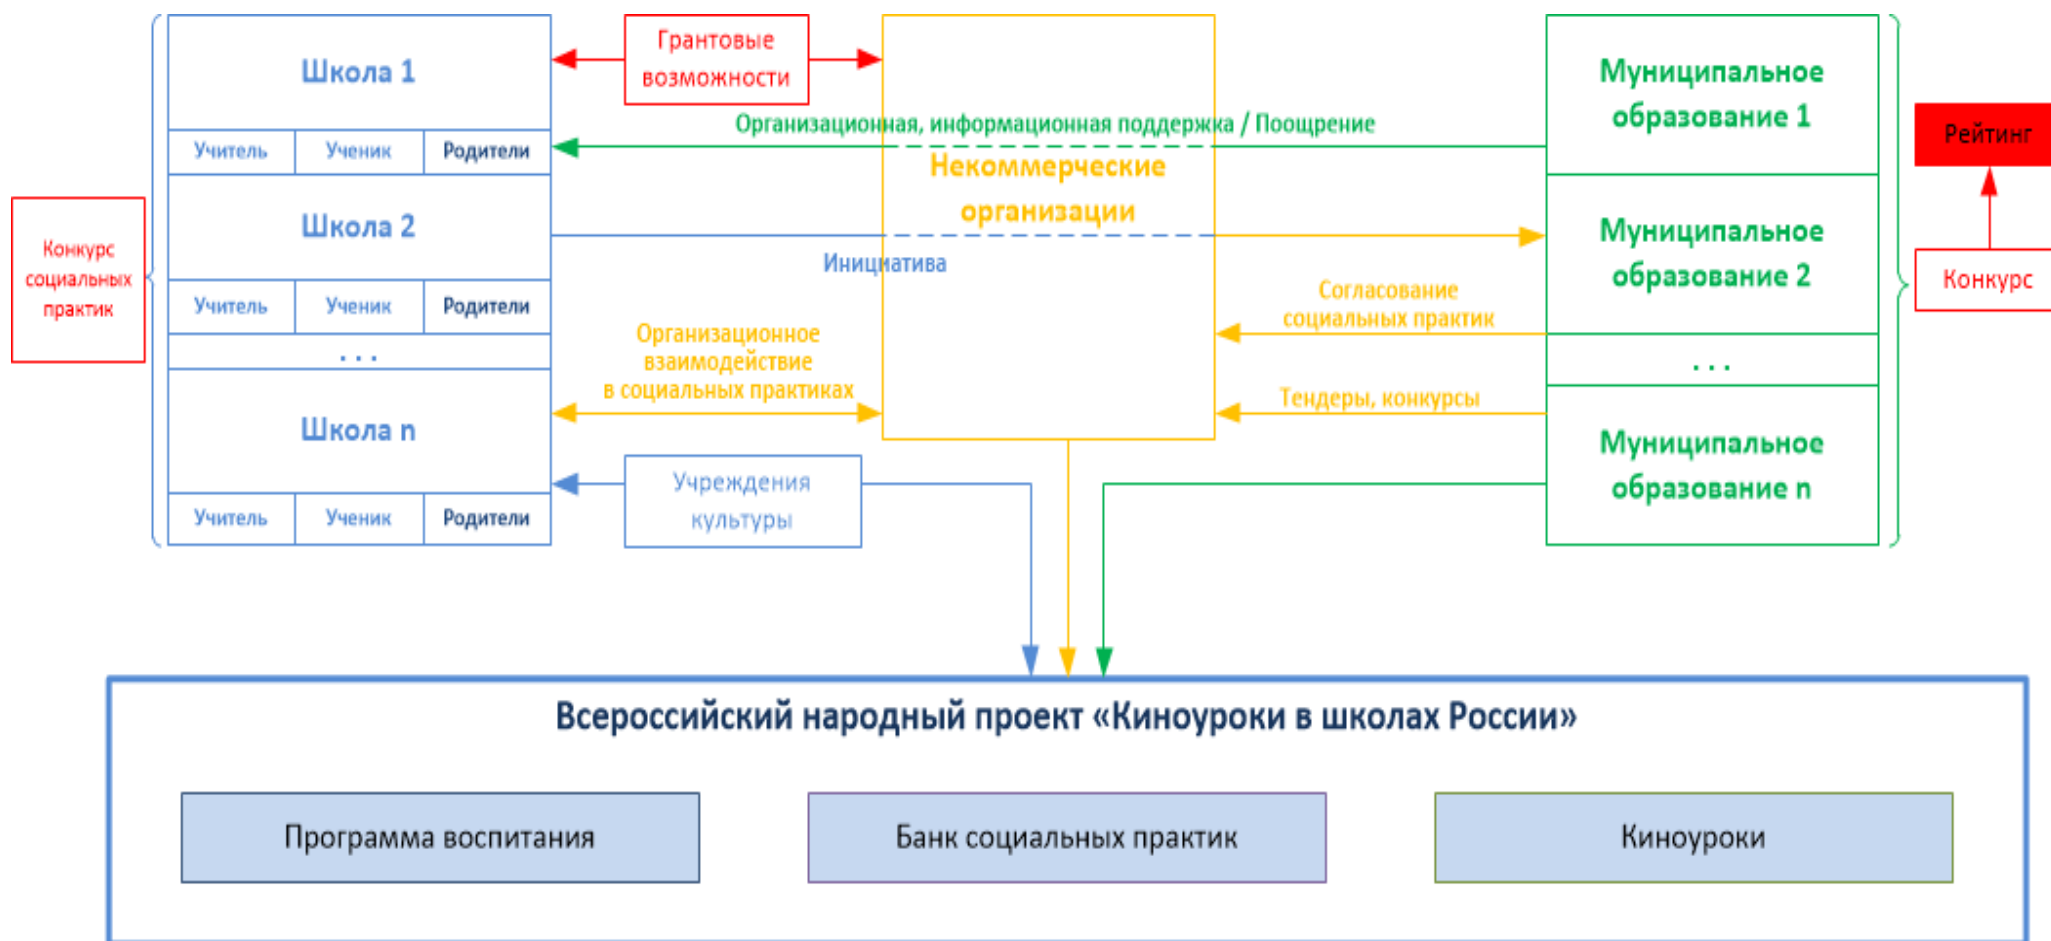 Школа 1
Учитель
Ученик
Родители
Школа 2
Учитель
Ученик
Родители
. . .
Школа n
Учитель
Ученик
Родители
Конкурс
социальных
практик
Грантовые
возможности
Организационная, информационная поддержка / Поощрение
Некоммерческие
организации
Инициатива
Организационное
взаимодействие
в социальных практиках
Согласование
социальных практик
Тендеры, конкурсы
Учреждения
культуры
Муниципальное
образование 1
Муниципальное
образование 2
. . .
Муниципальное
образование n
Рейтинг
Конкурс
Всероссийский народный проект «Киноуроки в школах России»
Программа воспитания
Банк социальных практик
Киноуроки